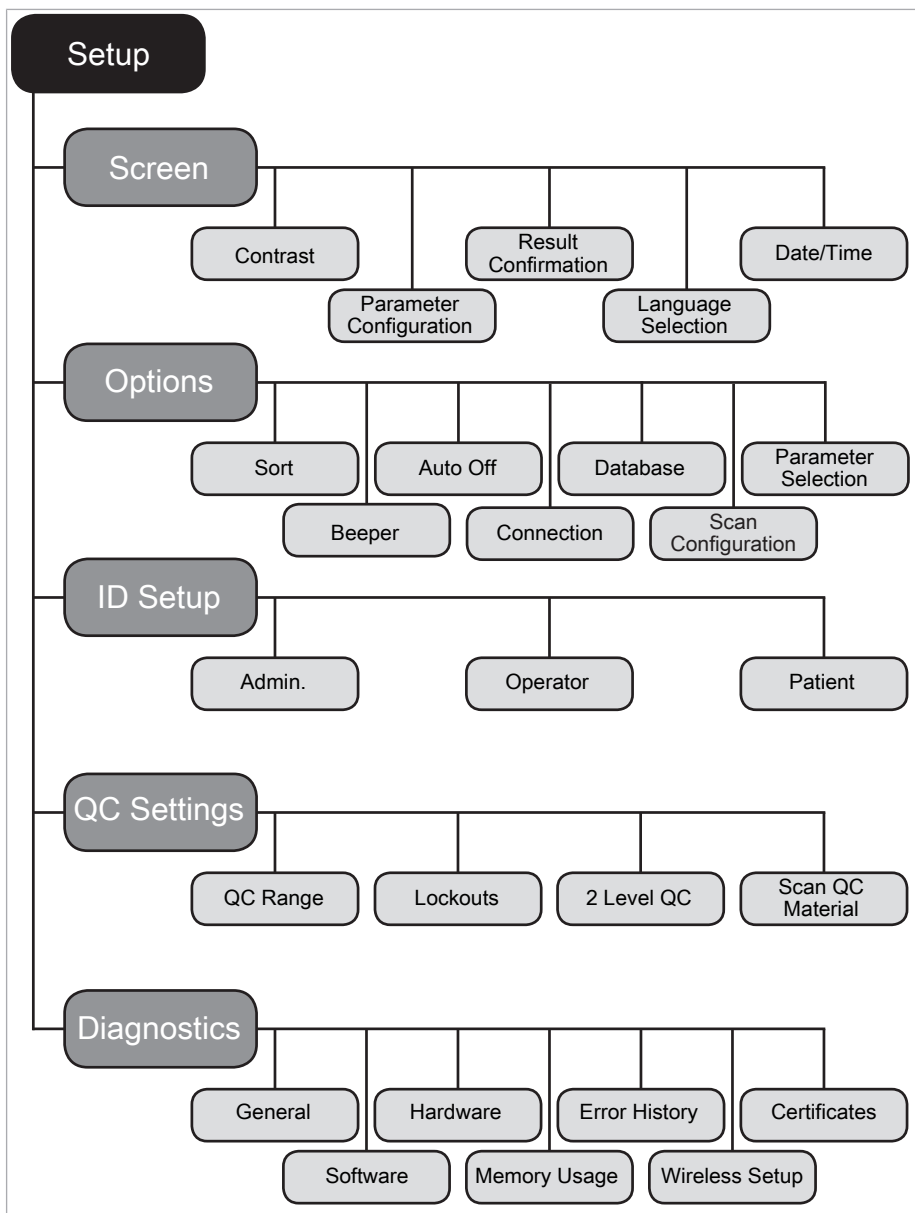 Setup
Screen
Contrast
Parameter
Configuration
Result
Confirmation
Language
Selection
Date/Time
Options
Sort
Beeper
Auto Off
Connection
Database
Scan
Configuration
Parameter
Selection
ID Setup
Admin.
Operator
Patient
QC Settings
QC Range
Lockouts
2 Level QC
Scan QC
Material
Diagnostics
General
Software
Hardware
Memory Usage
Error History
Wireless Setup
Certificates